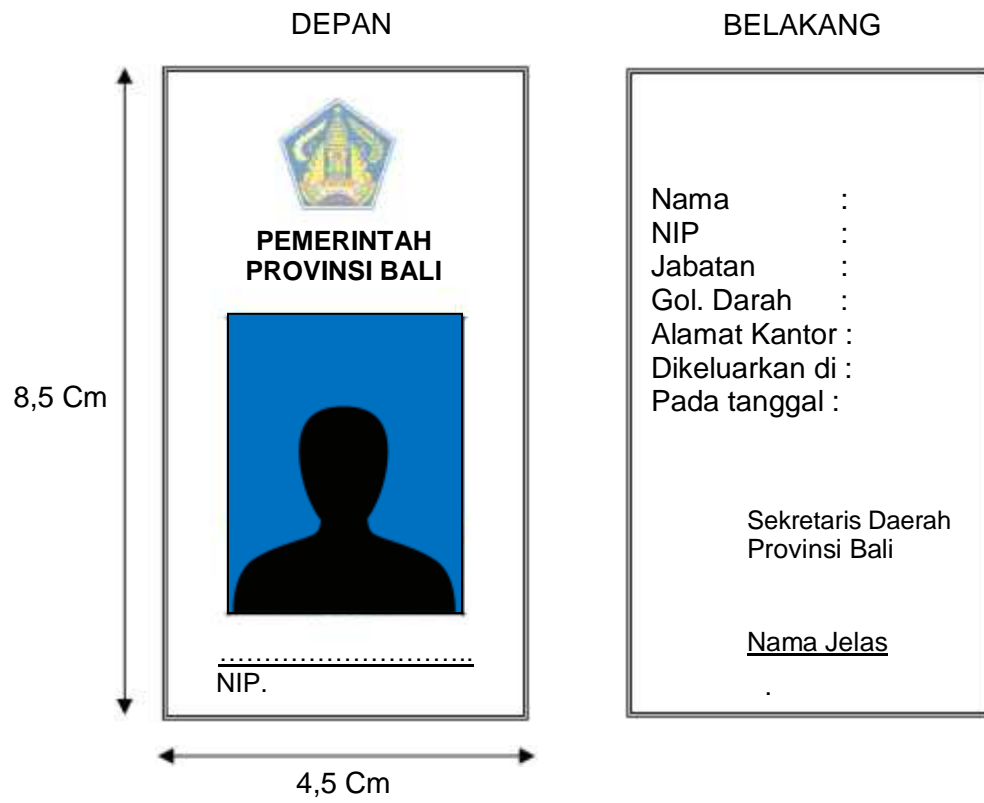 DEPAN
BELAKANG
PEMERINTAH
PROVINSI BALI
8,5 Cm
………………………..
NIP.
4,5 Cm
Nama :
NIP :
Jabatan :
Gol. Darah :
Alamat Kantor :
Dikeluarkan di :
Pada tanggal :
Sekretaris Daerah
Provinsi Bali
Nama Jelas
.